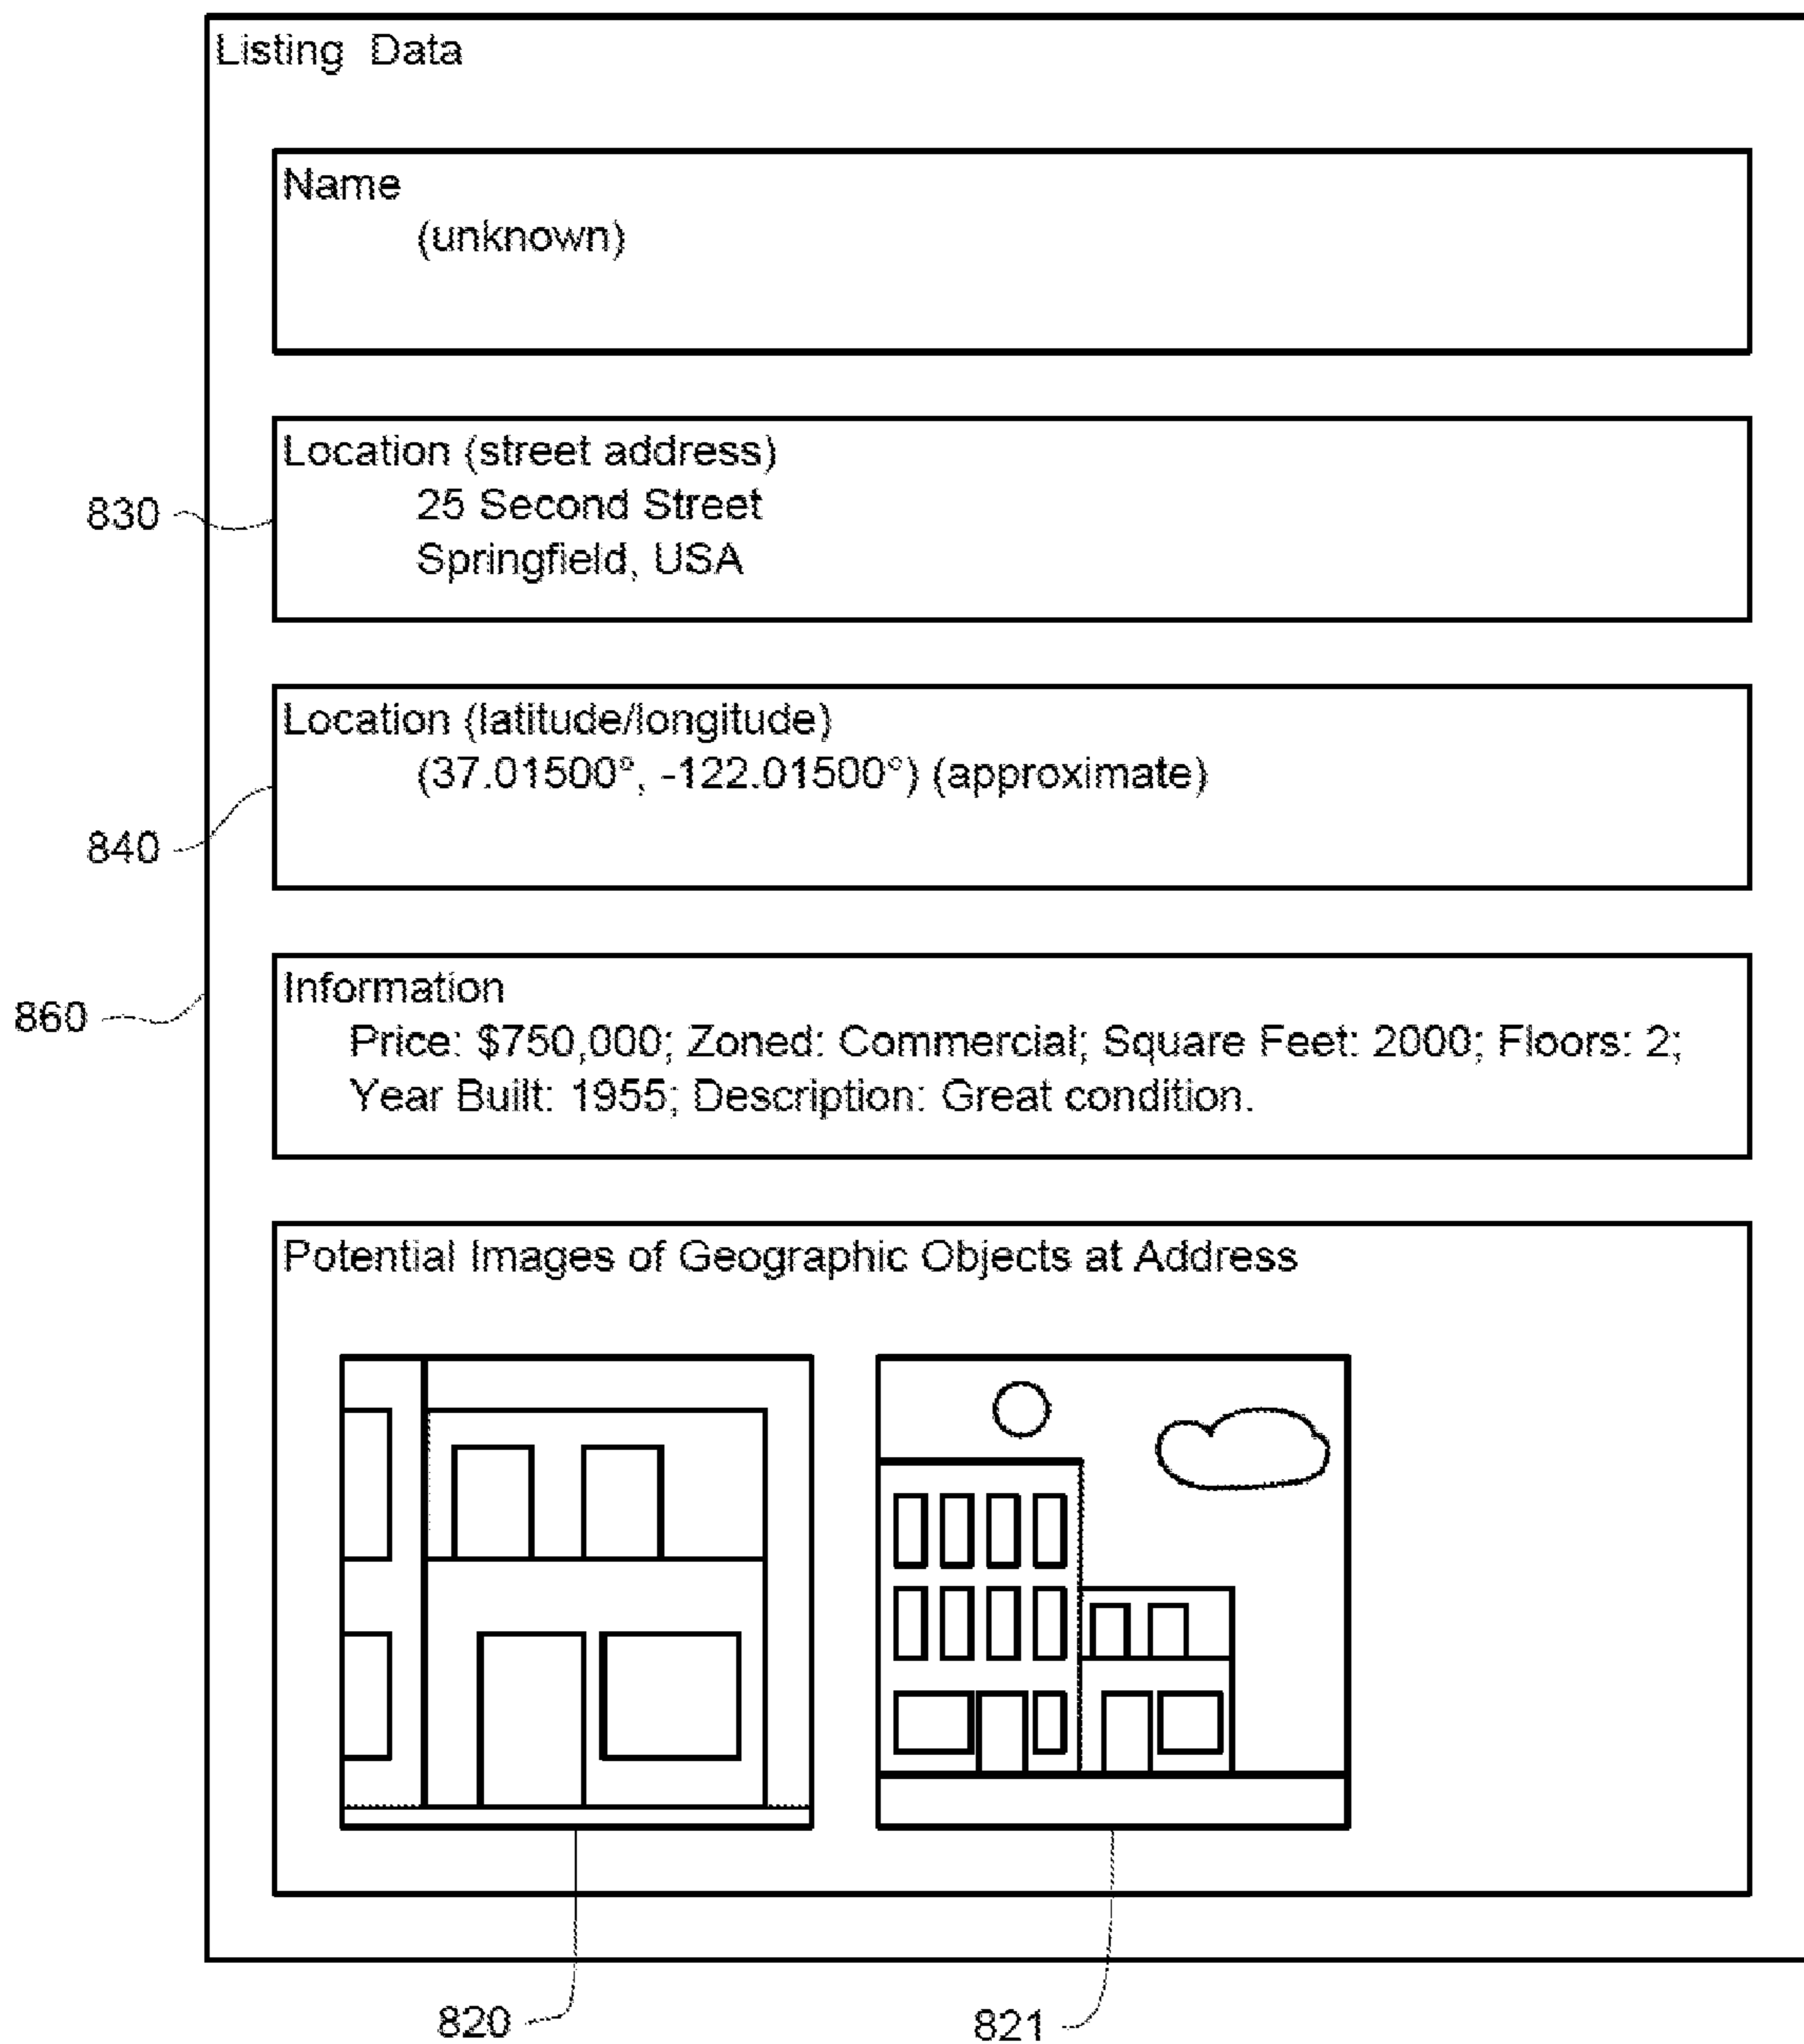 Listing Data
Name
(unknown)
Location (street address)
25 Second Street
830
Springfield, USA
Location (latitude/longitude)
(37.01500°, -122.01500°) (approximate)
840
Information
860
Price: $750,000; Zoned: Commercial; Square Feet: 2000; Floors: 2;
Year Built: 1955; Description: Great condition.
Potential Images of Geographic Objects at Address
820
821